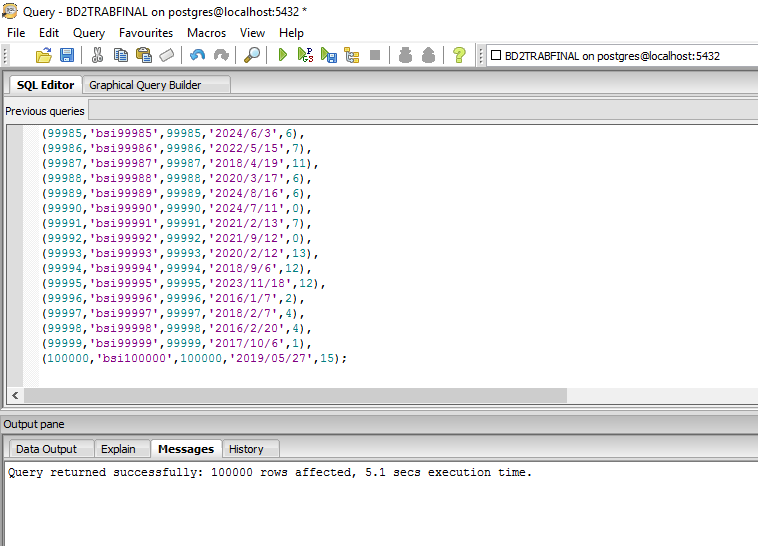 Query - BD2TRABFINAL on postgres@localhost:5432 *
File Edit Query Favourites Macros View Help
BD2TRABFINAL on postgres@localhost:5432
SQL Editor Graphical Query Builder
Previous queries
(99985,'bsi99985',99985,'2024/6/3',6),
(99986,'bsi99986',99986,'2022/5/15',7),
(99987,'bsi99987',99987,'2018/4/19',11),
(99988,'bsi99988',99988,'2020/3/17',6),
(99989,'bsi99989',99989,'2024/8/16',6),
(99990,'bsi99990',99990,'2024/7/11',0),
(99991,'bsi99991',99991,'2021/2/13',7),
(99992,'bsi99992',99992,'2021/9/12',0),
(99993,'bsi99993',99993,'2020/2/12',13),
(99994,'bsi99994',99994,'2018/9/6',12),
(99995,'bsi99995',99995,'2023/11/18',12),
(99996,'bsi99996',99996,'2016/1/7',2),
(99997,'bsi99997',99997,'2018/2/7',4),
(99998,'bsi99998',99998,'2016/2/20',4),
(99999,'bsi99999',99999,'2017/10/6',1),
(100000,'bsi100000',100000,'2019/05/27',15);
Output pane
Data Output Explain Messages History
Query returned successfully: 100000 rows affected, 5.1 secs execution time.